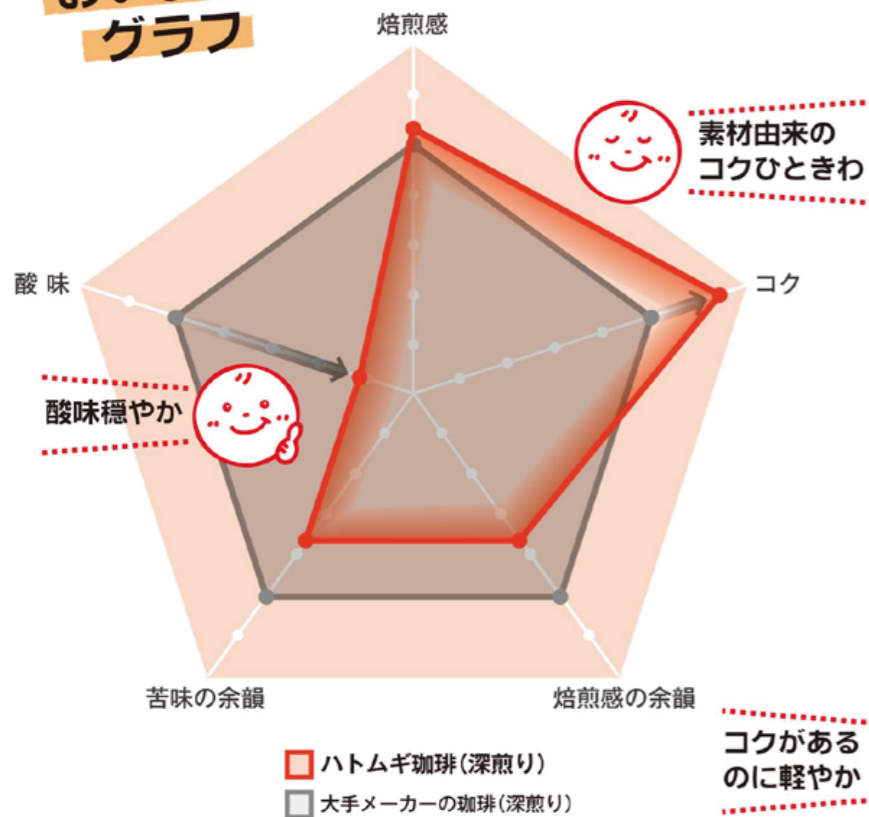 グラフ
焙煎感
素材由来の
コクひときわ
酸味
コク
酸味穏やか
苦味の余韻
焙煎感の余韻
コクがある
のに軽やか
ハトムギ珈琲(深煎り)
大手メーカーの珈琲(深煎り)